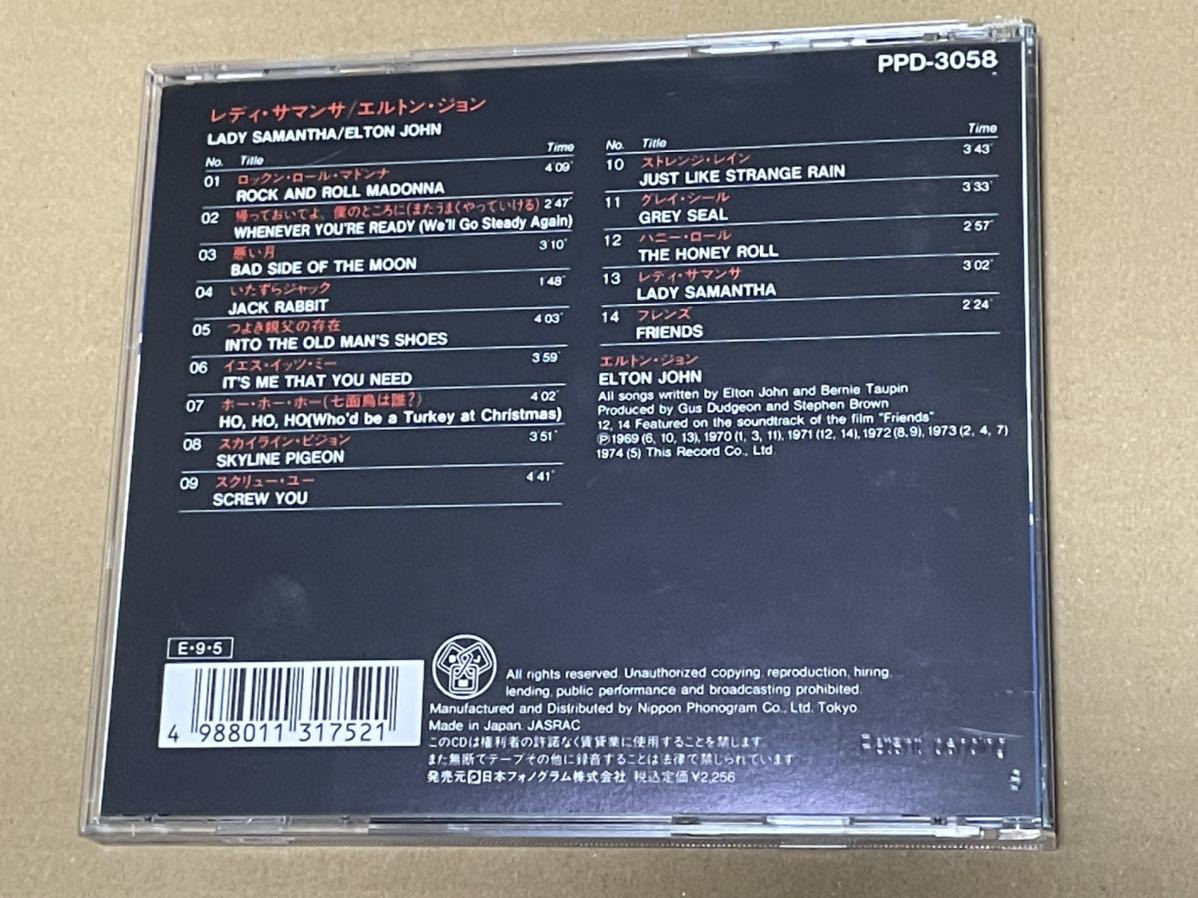 PPD-3058
レディ・サマンサ/エルトン・ジョン
LADY SAMANTHA/ELTON JOHN
No. Title Time
01 ロックン・ロール・マドンナ 4'09"
ROCK AND ROLL MADONNA
02 帰っておいでよ、僕のところに(またうまくやっていける) 2'47"
WHENEVER YOU'RE READY (We'll Go Steady Again)
03 悪い月 3'10"
BAD SIDE OF THE MOON
04 いたずらジャック 1'48"
JACK RABBIT
05 つよき親父の存在 4'03"
INTO THE OLD MAN'S SHOES
06 イエス・イッツ・ミー 3'59"
IT'S ME THAT YOU NEED
07 ホー・ホー・ホー(七面鳥は誰?) 4'02"
HO, HO, HO(Who'd be a Turkey at Christmas)
08 スカイライン・ピジョン 3'51"
SKYLINE PIGEON
09 スクリュー・ユー 4'41"
SCREW YOU
No. Title Time
10 ストレンジ・レイン 3'43"
JUST LIKE STRANGE RAIN
11 グレイ・シール 3'33"
GREY SEAL
12 ハニー・ロール 2'57"
THE HONEY ROLL
13 レディ・サマンサ 3'02"
LADY SAMANTHA
14 フレンズ 2'24"
FRIENDS
エルトン・ジョン
ELTON JOHN
All songs written by Elton John and Bernie Taupin
Produced by Gus Dudgeon and Stephen Brown
12, 14 Featured on the soundtrack of the film "Friends"
Ⓟ1969 (6, 10, 13), 1970 (1, 3, 11), 1971 (12, 14), 1972 (8, 9), 1973 (2, 4, 7)
1974 (5) This Record Co., Ltd.
E・9・5
4 988011 317521
DJM
All rights reserved. Unauthorized copying, reproduction, hiring,
lending, public performance and broadcasting prohibited.
Manufactured and Distributed by Nippon Phonogram Co., Ltd. Tokyo.
Made in Japan. JASRAC
このCDは権利者の許諾なく賃貸業に使用することを禁じます
また無断でテープその他に録音することは法律で禁じられています
発売元 日本フォノグラム株式会社 税込定価¥2,256